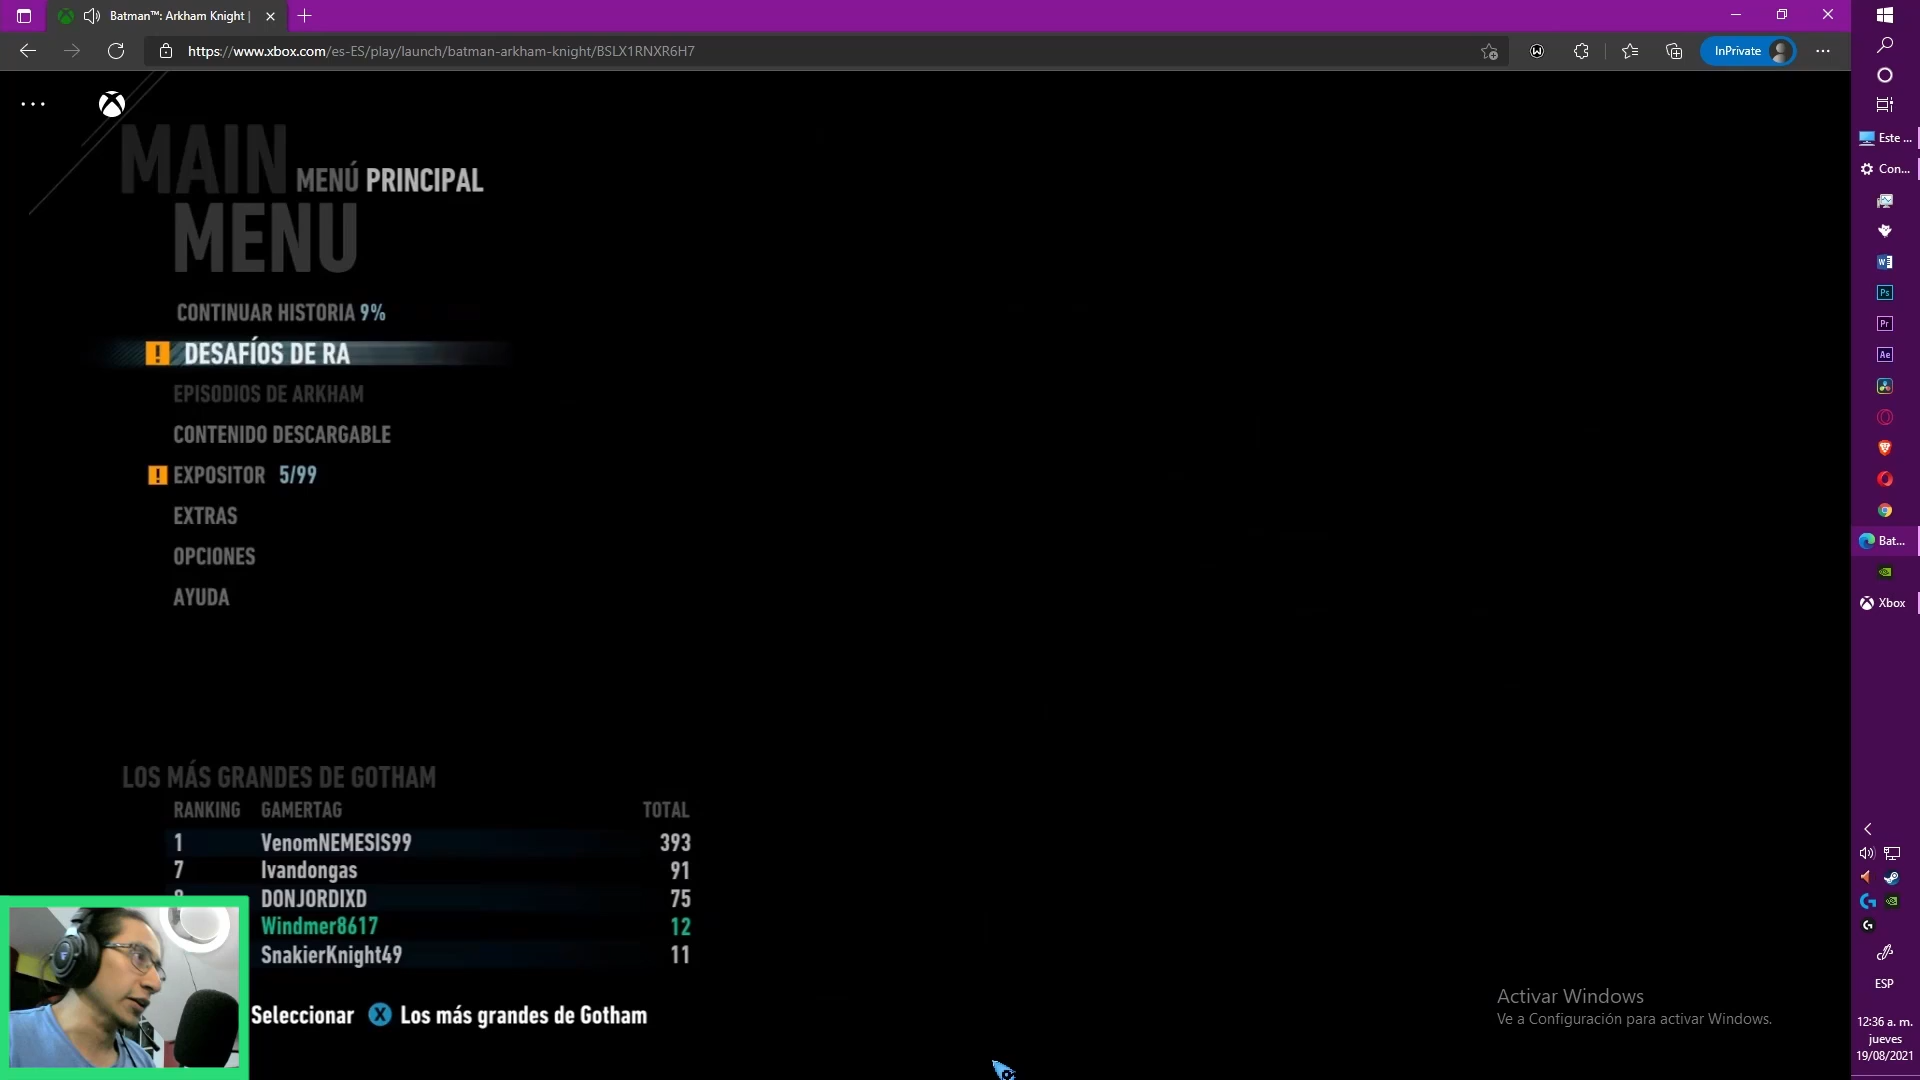 Batman™: Arkham Knight |
https://www.xbox.com/es-ES/play/launch/batman-arkham-knight/BSLX1RNXR6H7
InPrivate
MAIN
MENÚ PRINCIPAL
MENU
CONTINUAR HISTORIA 9%
! DESAFÍOS DE RA
EPISODIOS DE ARKHAM
CONTENIDO DESCARGABLE
! EXPOSITOR 5/99
EXTRAS
OPCIONES
AYUDA
LOS MÁS GRANDES DE GOTHAM
RANKING GAMERTAG TOTAL
1 VenomNEMESIS99 393
7 Ivandongas 91
DONJORDIXD 75
Windmer8617 12
SnakierKnight49 11
Seleccionar X Los más grandes de Gotham
Activar Windows
Ve a Configuración para activar Windows.
Este ...
Con...
W
Ps
Pr
Ae
Bat...
Xbox
ESP
12:36 a. m.
jueves
19/08/2021